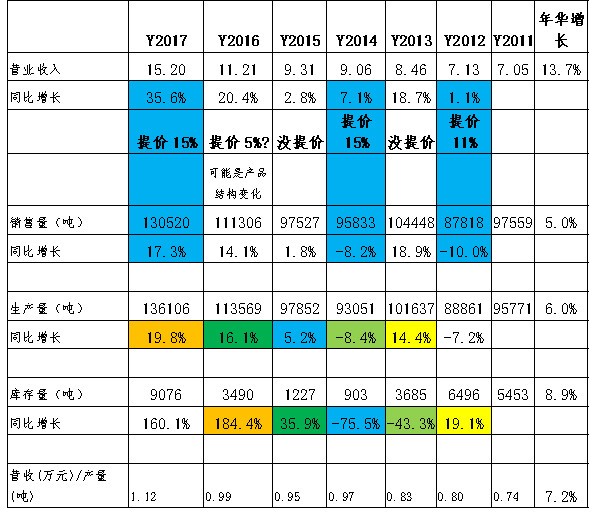 Y2017 Y2016 Y2015 Y2014 Y2013 Y2012 Y2011 年华增长
营业收入 15.20 11.21 9.31 9.06 8.46 7.13 7.05 13.7%
同比增长 35.6% 20.4% 2.8% 7.1% 18.7% 1.1%
提价 15% 提价 5%? 没提价 提价 15% 没提价 提价 11%
可能是产品结构变化
销售量（吨） 130520 111306 97527 95833 104448 87818 97559 5.0%
同比增长 17.3% 14.1% 1.8% -8.2% 18.9% -10.0%
生产量（吨） 136106 113569 97852 93051 101637 88861 95771 6.0%
同比增长 19.8% 16.1% 5.2% -8.4% 14.4% -7.2%
库存量（吨） 9076 3490 1227 903 3685 6496 5453 8.9%
同比增长 160.1% 184.4% 35.9% -75.5% -43.3% 19.1%
营收(万元)/产量(吨) 1.12 0.99 0.95 0.97 0.83 0.80 0.74 7.2%